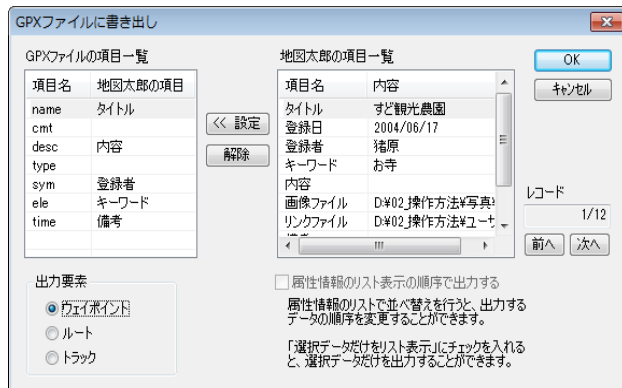 GPXファイルに書き出し
GPXファイルの項目一覧
項目名 地図太郎の項目
name タイトル
cmt
desc 内容
type
sym 登録者
ele キーワード
time 備考
<< 設定
解除
地図太郎の項目一覧
項目名 内容
タイトル すど観光農園
登録日 2004/06/17
登録者 猪原
キーワード お寺
内容
画像ファイル D:¥02_操作方法¥写真¥
リンクファイル D:¥02_操作方法¥ユーサ
OK
キャンセル
レコード
1/12
前へ 次へ
出力要素
ウェイポイント
ルート
トラック
属性情報のリスト表示の順序で出力する
属性情報のリストで並べ替えを行うと、出力する
データの順序を変更することができます。
「選択データだけをリスト表示」にチェックを入れる
と、選択データだけを出力することができます。